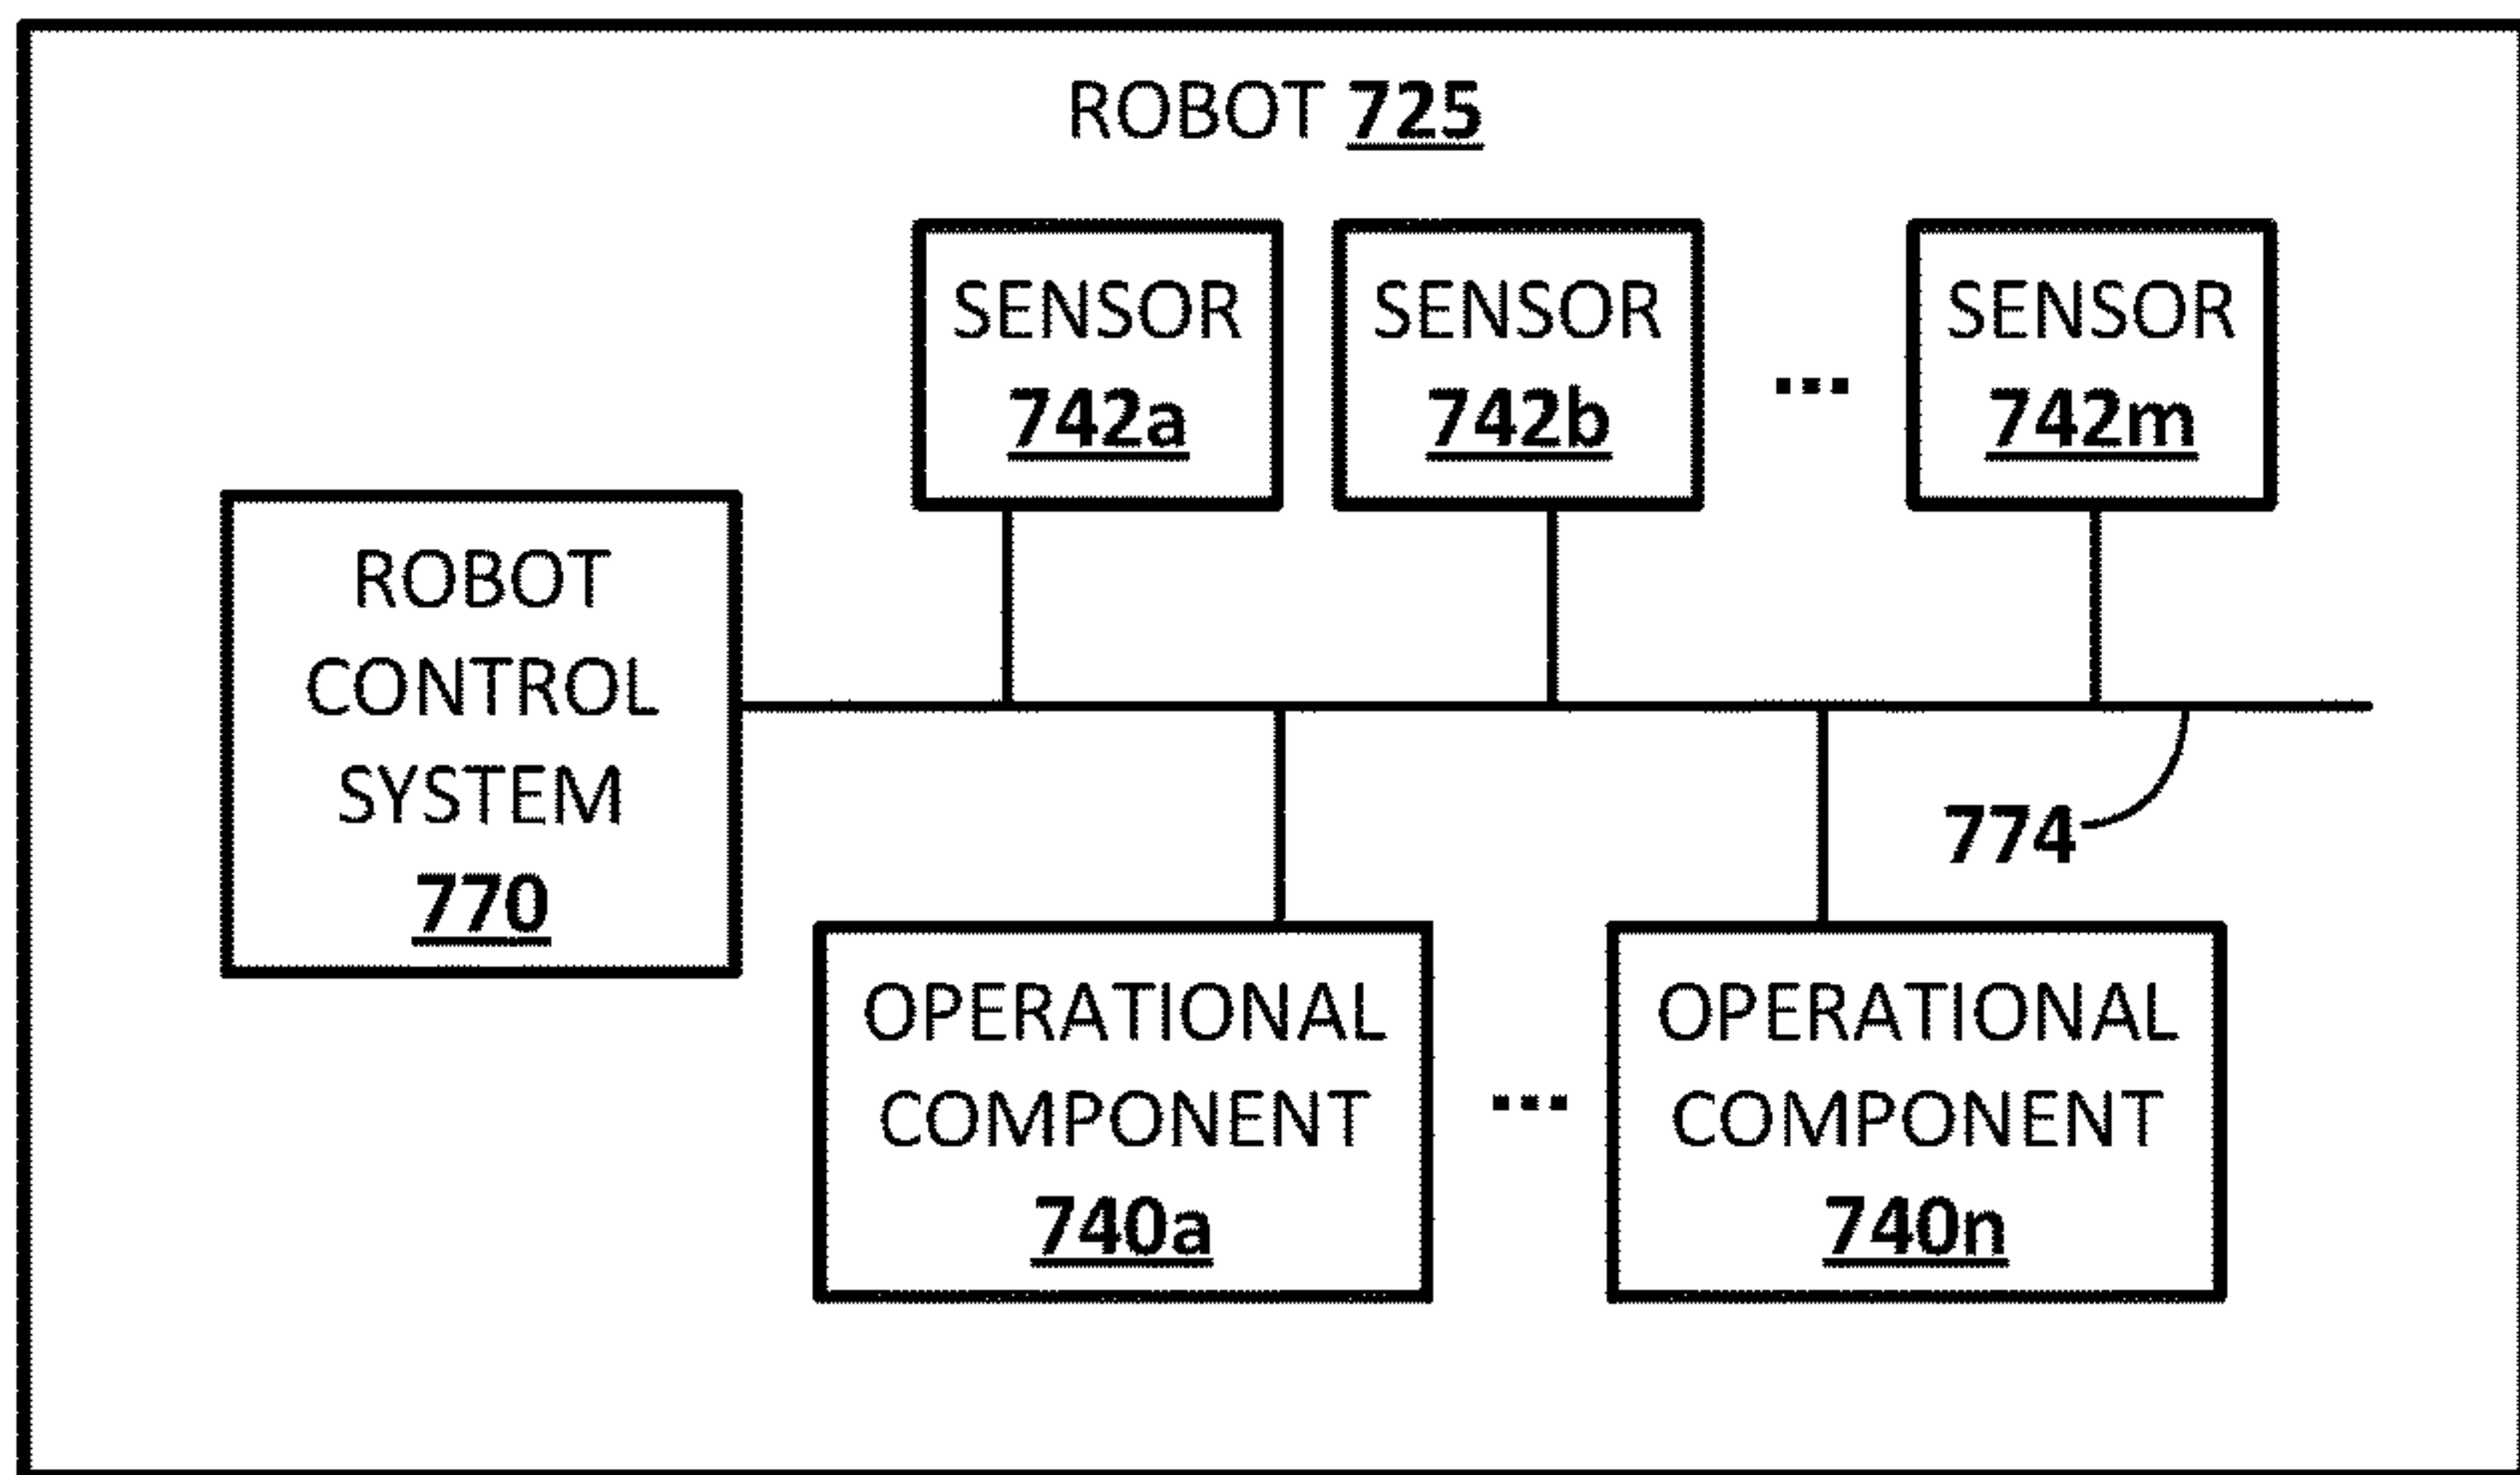 ROBOT 725
SENSOR
742a
SENSOR
742b
...
SENSOR
742m
ROBOT
CONTROL
SYSTEM
770
774
OPERATIONAL
COMPONENT
740a
...
OPERATIONAL
COMPONENT
740n